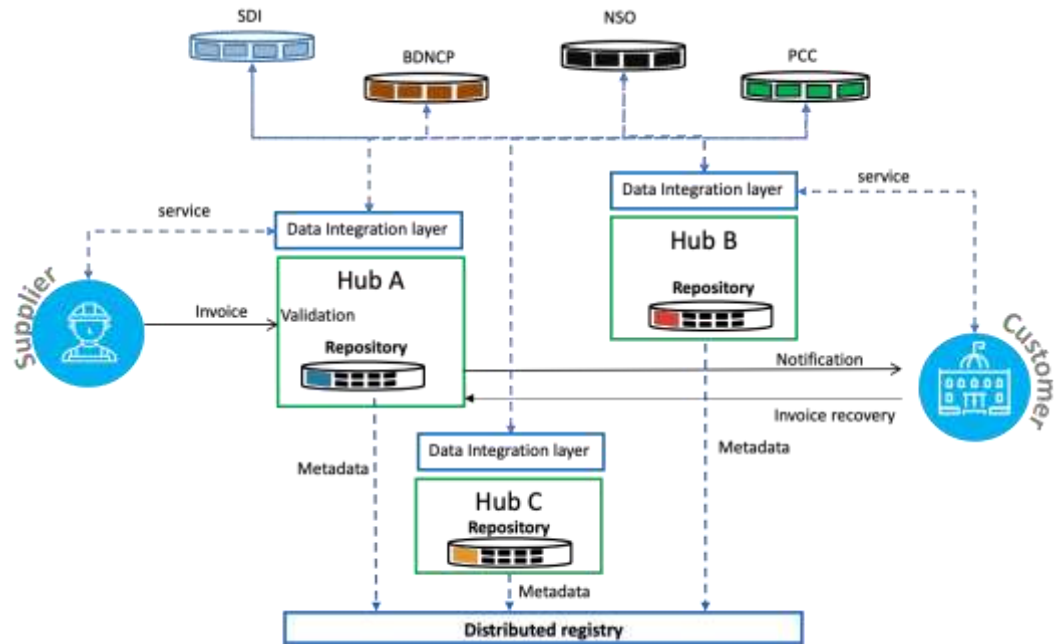 SDI
NSO
BDNCP
PCC
Data Integration layer
service
service
Data Integration layer
Hub B
Hub A
Repository
Supplier
Invoice
Validation
Repository
Customer
Notification
Invoice recovery
Data Integration layer
Metadata
Metadata
Hub C
Repository
Metadata
Distributed registry